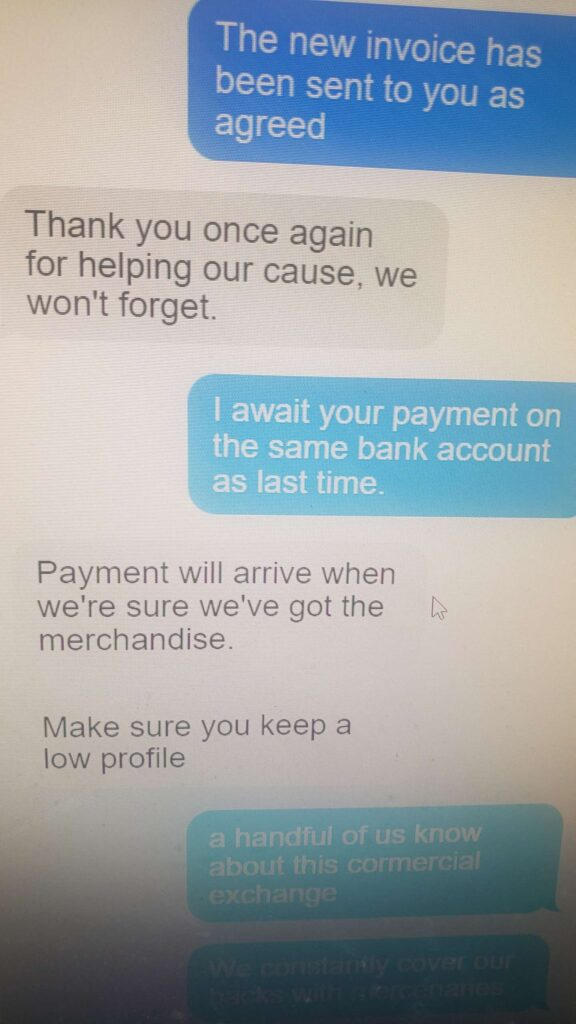 The new invoice has
been sent to you as
agreed
Thank you once again
for helping our cause, we
won't forget.
I await your payment on
the same bank account
as last time.
Payment will arrive when
we're sure we've got the
merchandise.
Make sure you keep a
low profile
a handful of us know
about this cormercial
exchange
We constantly cover our
backs with mercenaries